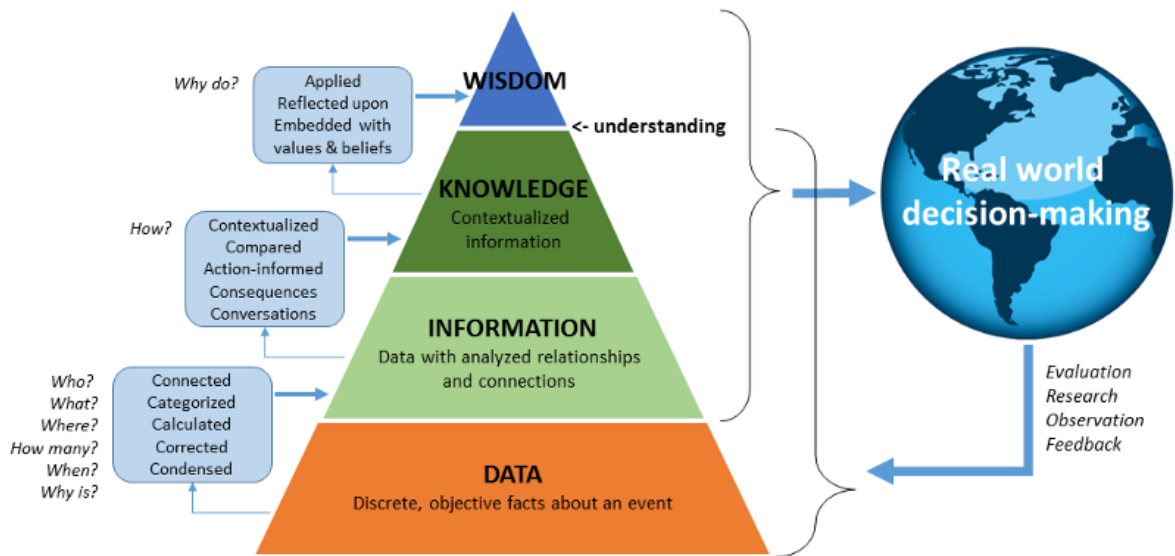 Why do?
Applied
Reflected upon
Embedded with
values & beliefs
WISDOM
<- understanding
KNOWLEDGE
Contextualized
information
How?
Contextualized
Compared
Action-informed
Consequences
Conversations
INFORMATION
Data with analyzed relationships
and connections
Who?
What?
Where?
How many?
When?
Why is?
Connected
Categorized
Calculated
Corrected
Condensed
DATA
Discrete, objective facts about an event
Real world
decision-making
Evaluation
Research
Observation
Feedback